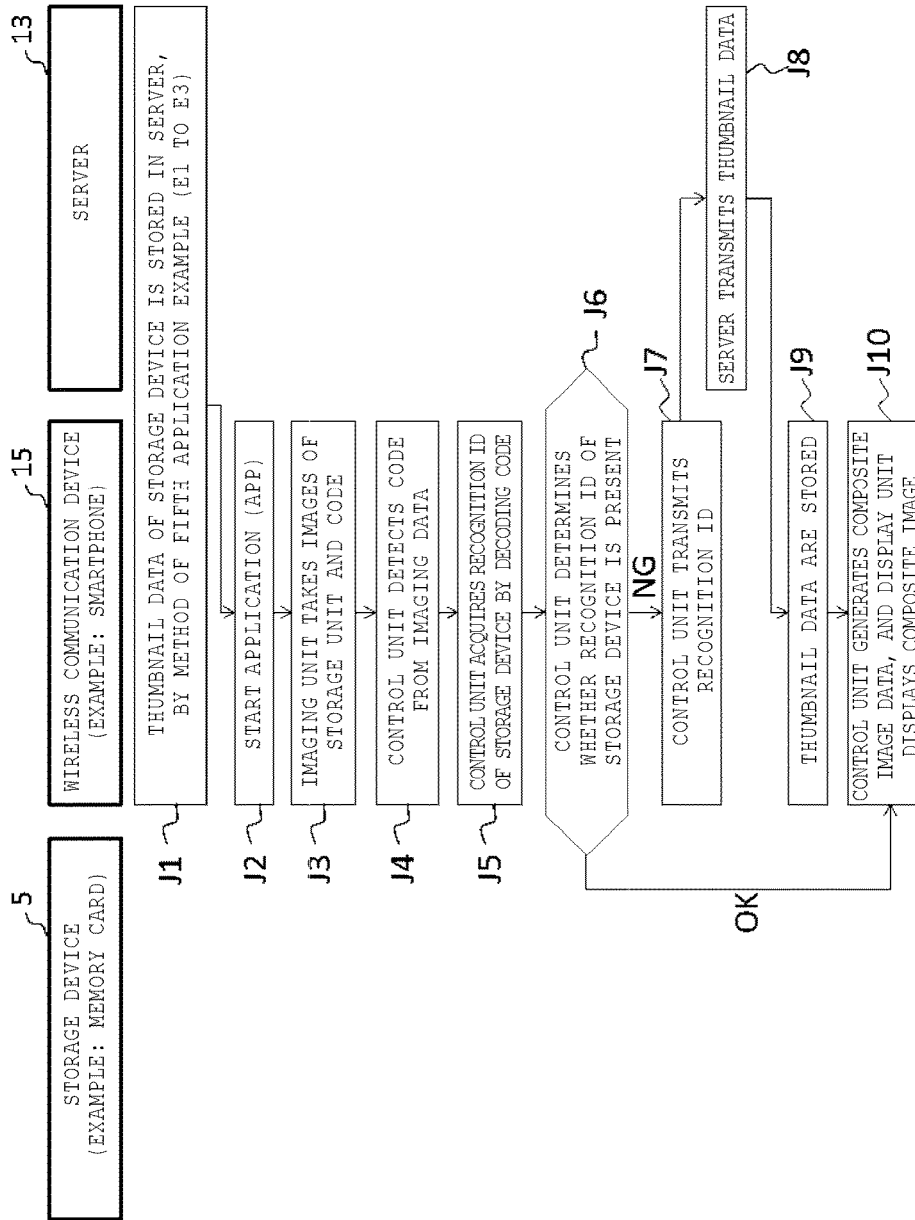 5
STORAGE DEVICE
(EXAMPLE: MEMORY CARD)
15
WIRELESS COMMUNICATION DEVICE
(EXAMPLE: SMARTPHONE)
13
SERVER
J1
THUMBNAIL DATA OF STORAGE DEVICE IS STORED IN SERVER,
BY METHOD OF FIFTH APPLICATION EXAMPLE (E1 TO E3)
J2
START APPLICATION (APP)
J3
IMAGING UNIT TAKES IMAGES OF
STORAGE UNIT AND CODE
J4
CONTROL UNIT DETECTS CODE
FROM IMAGING DATA
J5
CONTROL UNIT ACQUIRES RECOGNITION ID
OF STORAGE DEVICE BY DECODING CODE
J6
CONTROL UNIT DETERMINES
WHETHER RECOGNITION ID OF
STORAGE DEVICE IS PRESENT
NG
OK
J7
CONTROL UNIT TRANSMITS
RECOGNITION ID
SERVER TRANSMITS THUMBNAIL DATA
J8
J9
THUMBNAIL DATA ARE STORED
J10
CONTROL UNIT GENERATES COMPOSITE
IMAGE DATA, AND DISPLAY UNIT
DISPLAYS COMPOSITE IMAGE